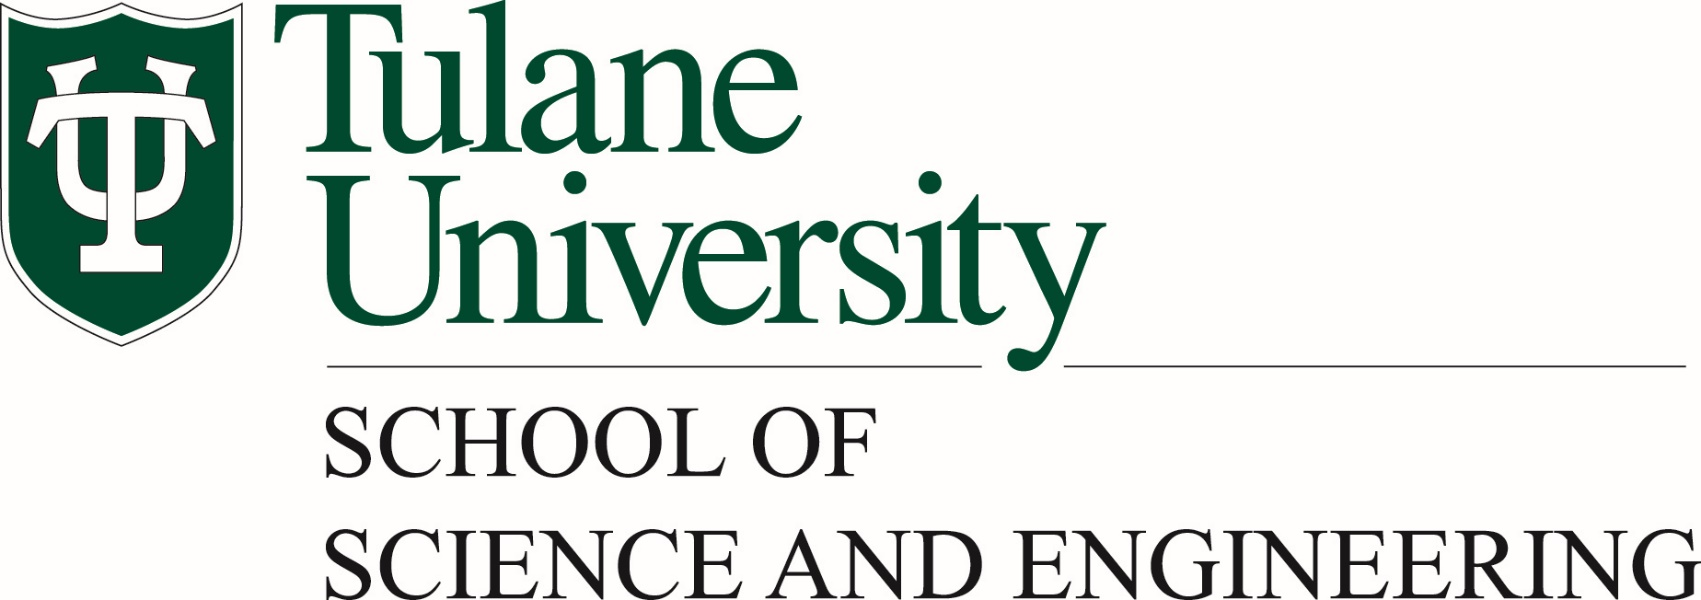 Tulane
University
SCHOOL OF
SCIENCE AND ENGINEERING